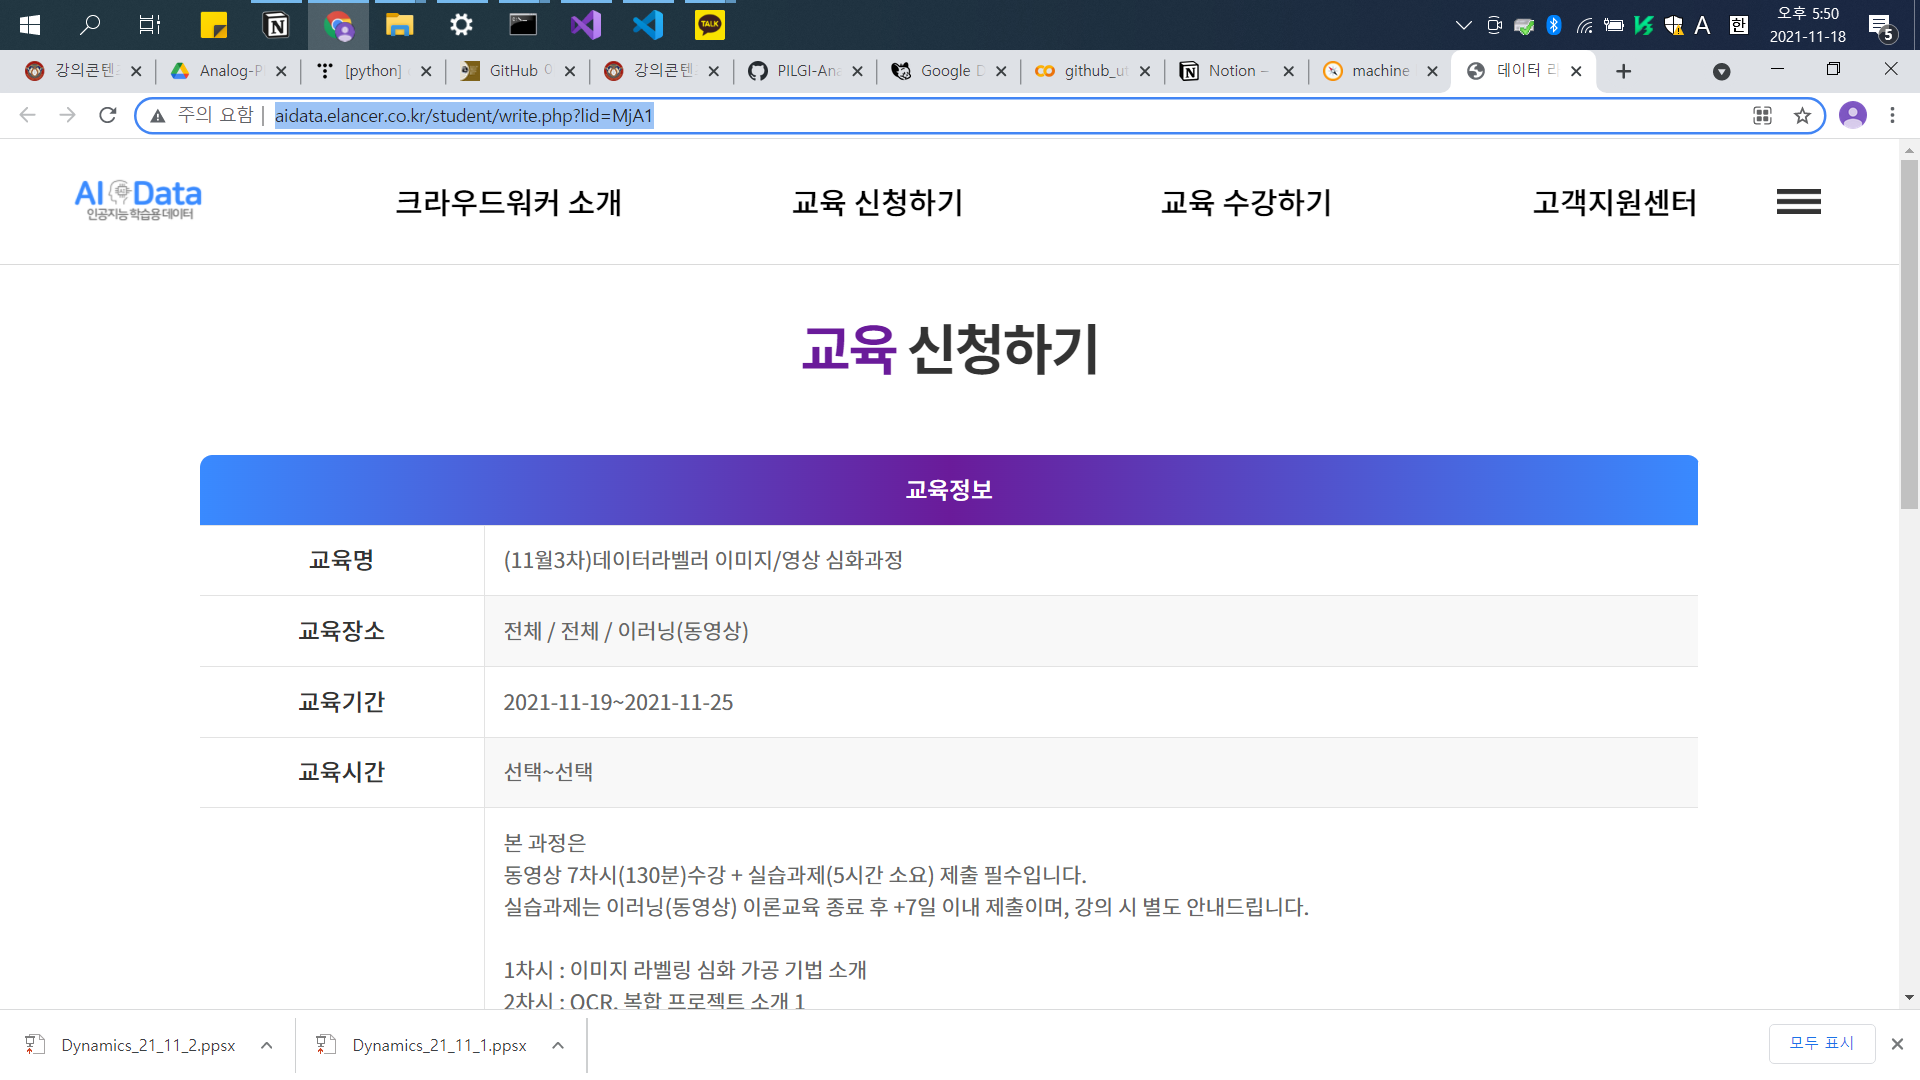 오후 5:50
2021-11-18
A
한
5
TALK
강의콘텐
Analog-P
[python]
GitHub
강의콘텐
PILGI-Ana
Google D
github_ut
Notion –
machine
데이터 라
주의 요함 | aidata.elancer.co.kr/student/write.php?lid=MjA1
AI Data
인공지능 학습용 데이터
크라우드워커 소개
교육 신청하기
교육 수강하기
고객지원센터
교육 신청하기
교육정보
교육명
(11월3차)데이터라벨러 이미지/영상 심화과정
교육장소
전체 / 전체 / 이러닝(동영상)
교육기간
2021-11-19~2021-11-25
교육시간
선택~선택
본 과정은
동영상 7차시(130분)수강 + 실습과제(5시간 소요) 제출 필수입니다.
실습과제는 이러닝(동영상) 이론교육 종료 후 +7일 이내 제출이며, 강의 시 별도 안내드립니다.
1차시 : 이미지 라벨링 심화 가공 기법 소개
2차시 : OCR, 복합 프로젝트 소개 1
Dynamics_21_11_2.ppsx
Dynamics_21_11_1.ppsx
모두 표시